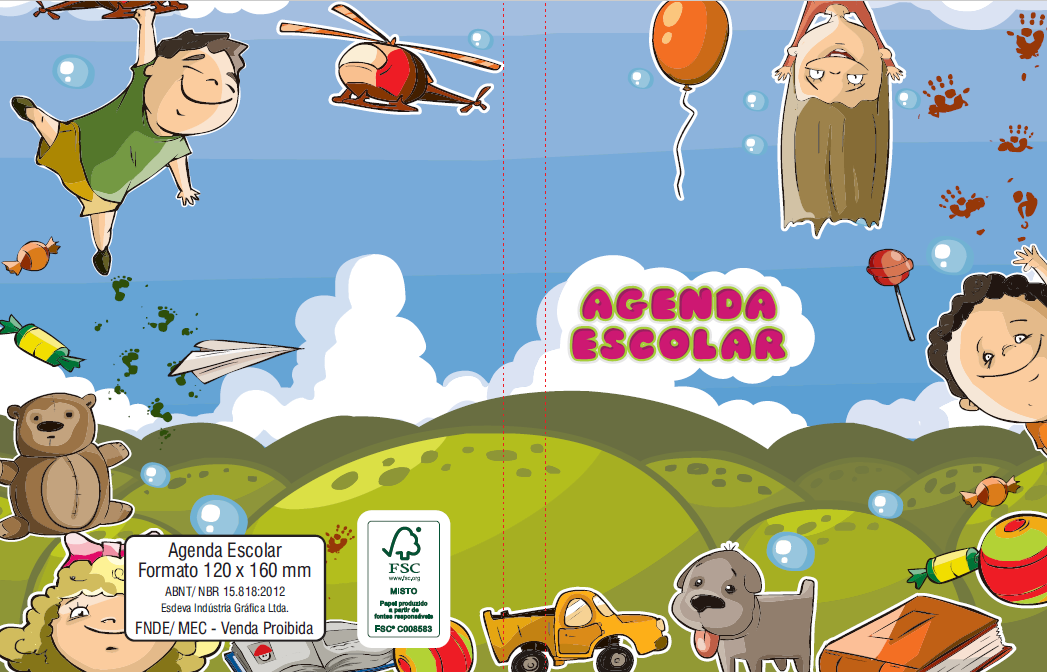 AGENDA
ESCOLAR
Agenda Escolar
Formato 120 x 160 mm
ABNT/ NBR 15.818:2012
Esdeva Indústria Gráfica Ltda.
FNDE/ MEC - Venda Proibida
FSC
www.fsc.org
MISTO
Papel produzido
a partir de
fontes responsáveis
FSC® C008583